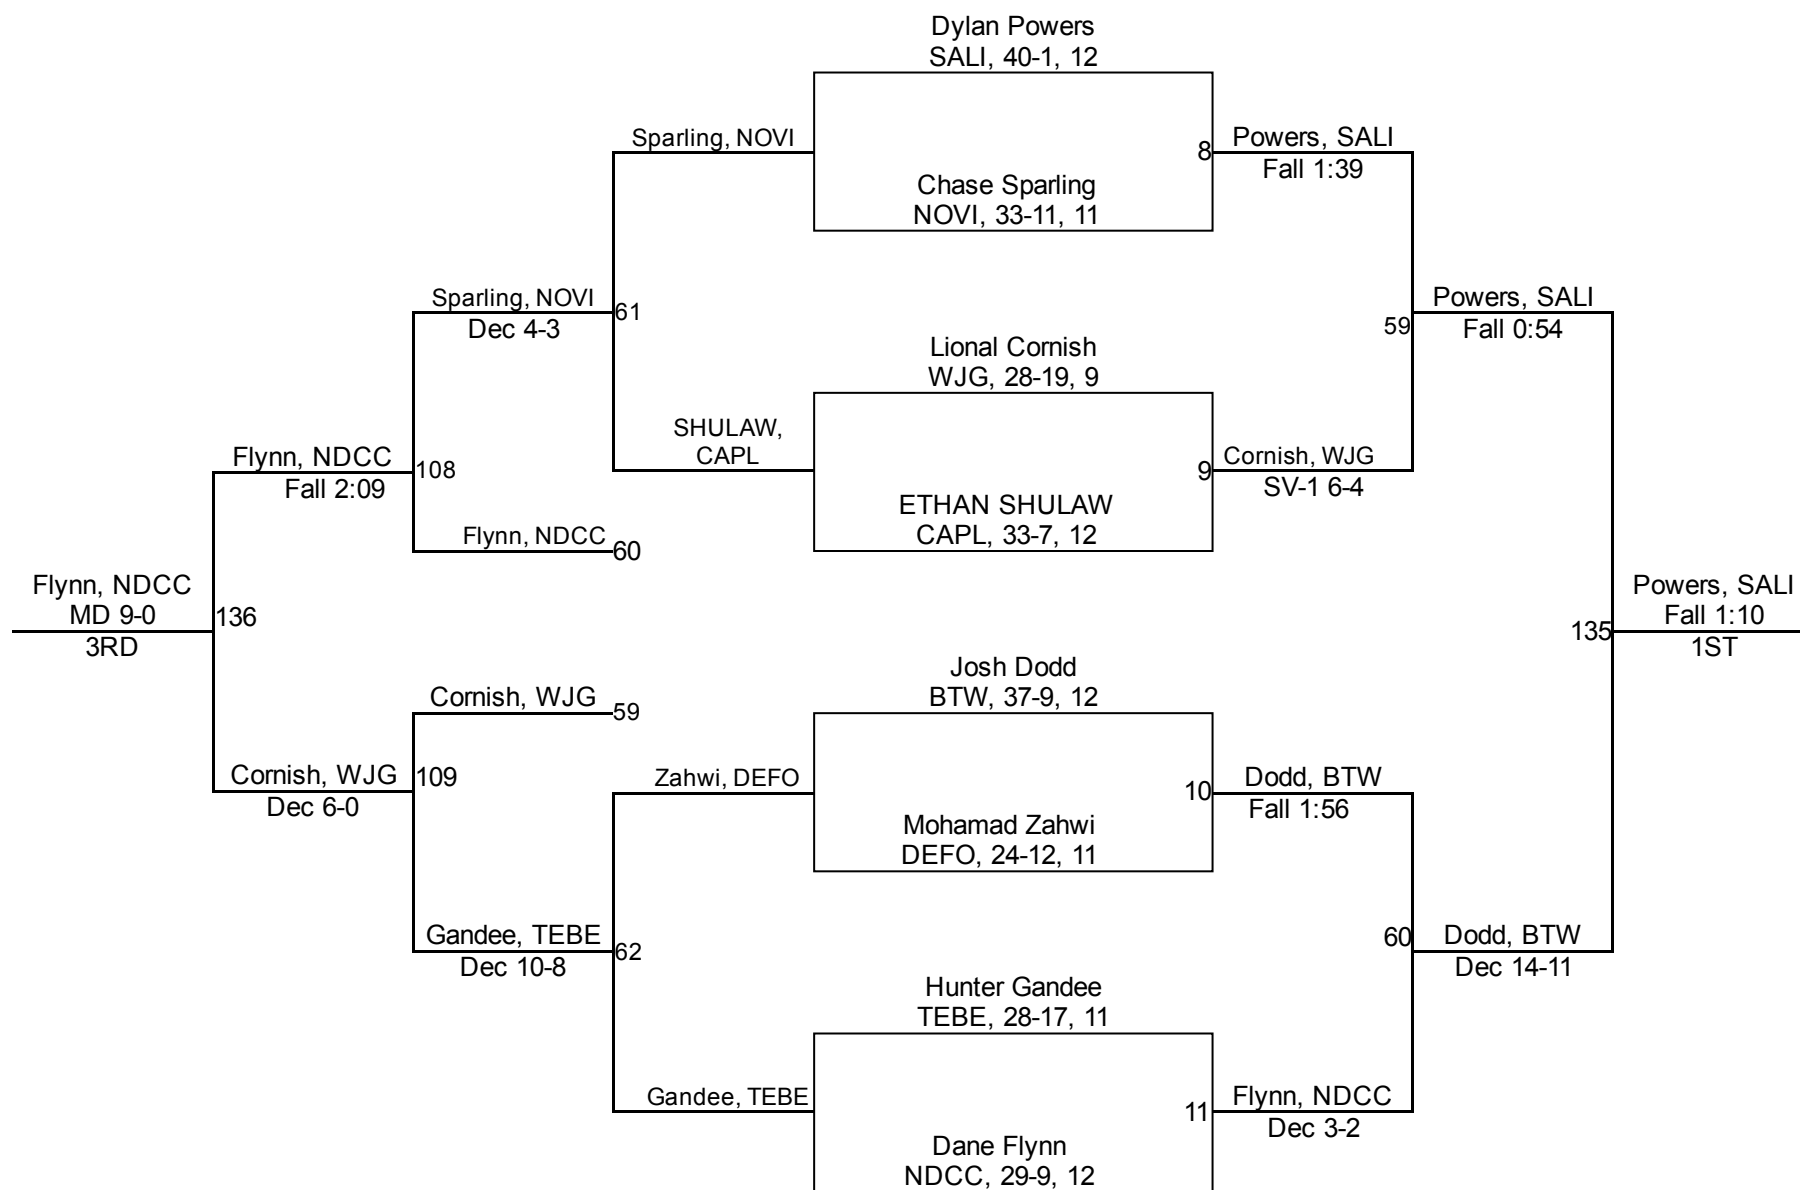 Dylan Powers
SALI, 40-1, 12
Sparling, NOVI
8
Powers, SALI
Fall 1:39
Chase Sparling
NOVI, 33-11, 11
Sparling, NOVI
Dec 4-3
61
59
Powers, SALI
Fall 0:54
Lional Cornish
WJG, 28-19, 9
SHULAW,
CAPL
9
Cornish, WJG
SV-1 6-4
Flynn, NDCC
Fall 2:09
108
ETHAN SHULAW
CAPL, 33-7, 12
Flynn, NDCC
60
Flynn, NDCC
MD 9-0
3RD
136
135
Powers, SALI
Fall 1:10
1ST
Josh Dodd
BTW, 37-9, 12
Cornish, WJG
59
Cornish, WJG
Dec 6-0
109
Zahwi, DEFO
10
Dodd, BTW
Fall 1:56
Mohamad Zahwi
DEFO, 24-12, 11
Gandee, TEBE
Dec 10-8
62
60
Dodd, BTW
Dec 14-11
Hunter Gandee
TEBE, 28-17, 11
Gandee, TEBE
11
Flynn, NDCC
Dec 3-2
Dane Flynn
NDCC, 29-9, 12